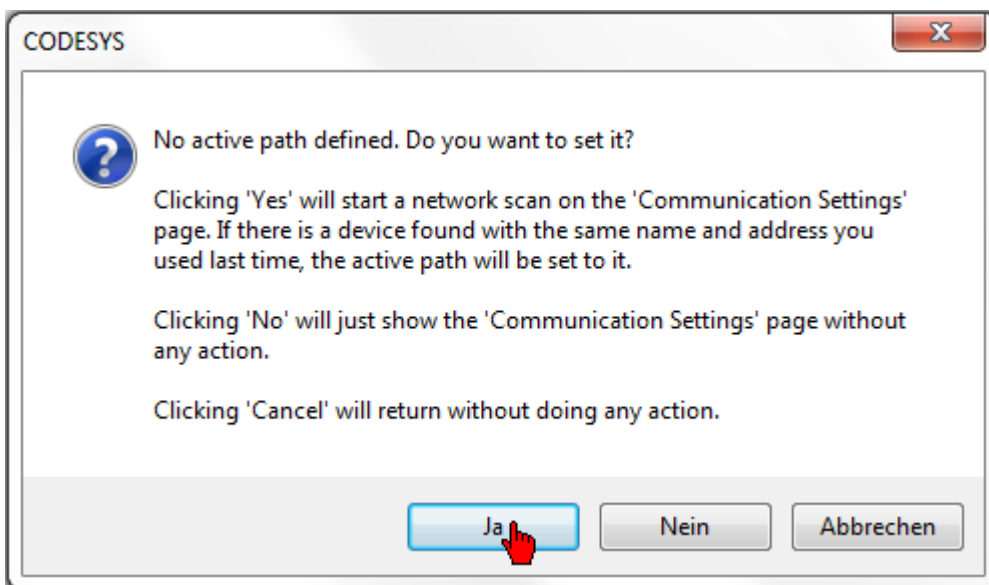 CODESYS
No active path defined. Do you want to set it?
Clicking 'Yes' will start a network scan on the 'Communication Settings'
page. If there is a device found with the same name and address you
used last time, the active path will be set to it.
Clicking 'No' will just show the 'Communication Settings' page without
any action.
Clicking 'Cancel' will return without doing any action.
Ja
Nein
Abbrechen